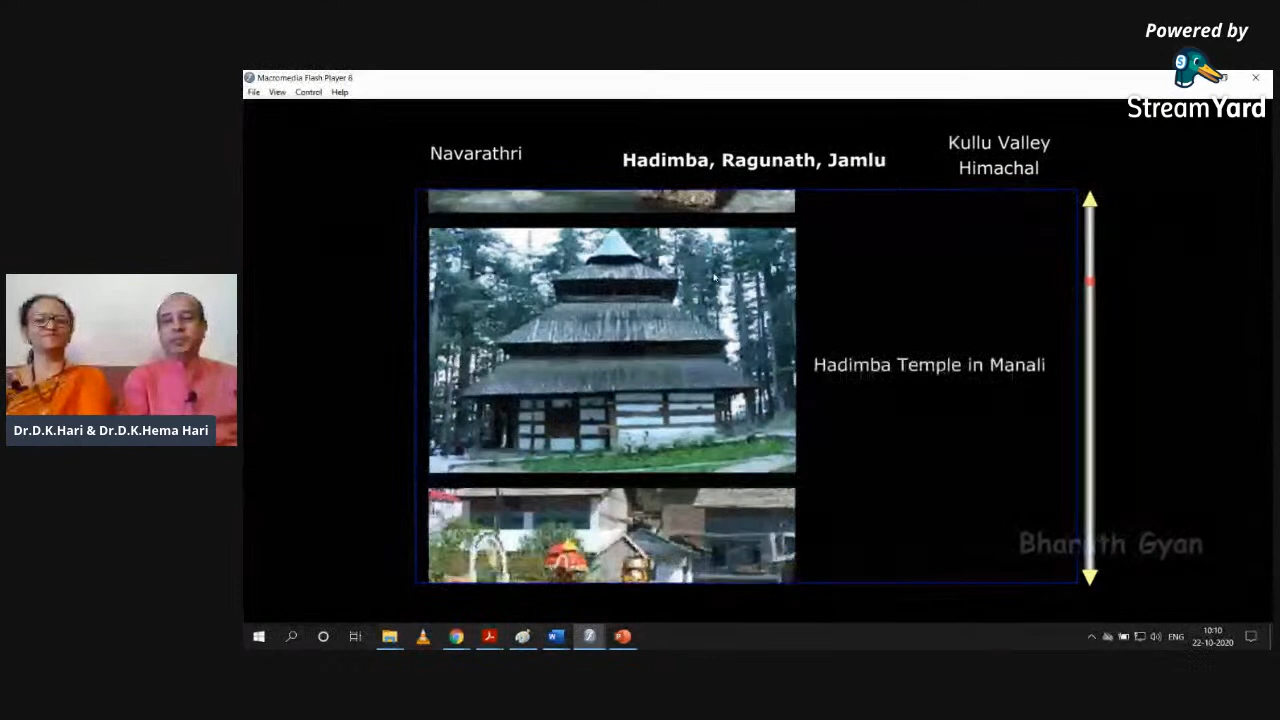 Powered by
StreamYard
Macromedia Flash Player 6
File View Control Help
Navarathri
Hadimba, Ragunath, Jamlu
Kullu Valley
Himachal
Hadimba Temple in Manali
Dr.D.K.Hari & Dr.D.K.Hema Hari
Bharath Gyan
ENG
10:10
22-10-2020